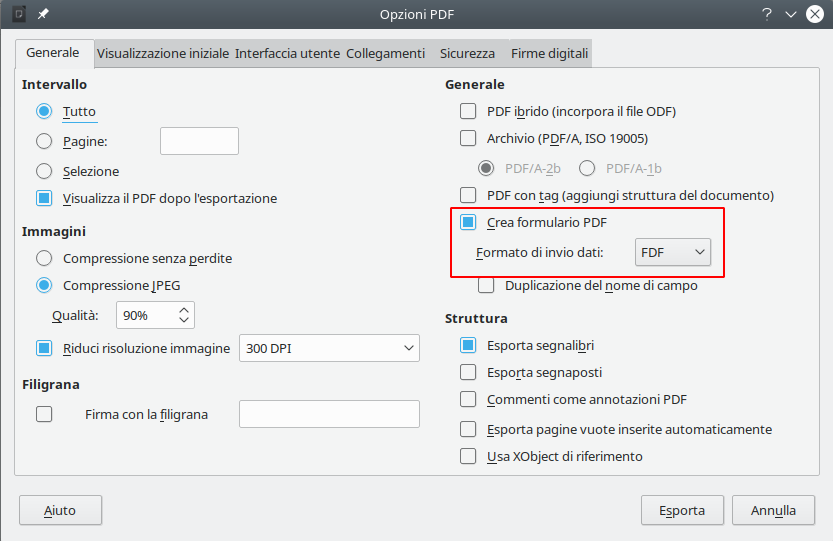 Opzioni PDF
?
Generale Visualizzazione iniziale Interfaccia utente Collegamenti Sicurezza Firme digitali
Intervallo
Tutto
Pagine:
Selezione
Visualizza il PDF dopo l'esportazione
Immagini
Compressione senza perdite
Compressione JPEG
Qualità: 90%
Riduci risoluzione immagine 300 DPI
Filigrana
Firma con la filigrana
Generale
PDF ibrido (incorpora il file ODF)
Archivio (PDF/A, ISO 19005)
PDF/A-2b PDF/A-1b
PDF con tag (aggiungi struttura del documento)
Crea formulario PDF
Formato di invio dati: FDF
Duplicazione del nome di campo
Struttura
Esporta segnalibri
Esporta segnaposti
Commenti come annotazioni PDF
Esporta pagine vuote inserite automaticamente
Usa XObject di riferimento
Aiuto Esporta Annulla